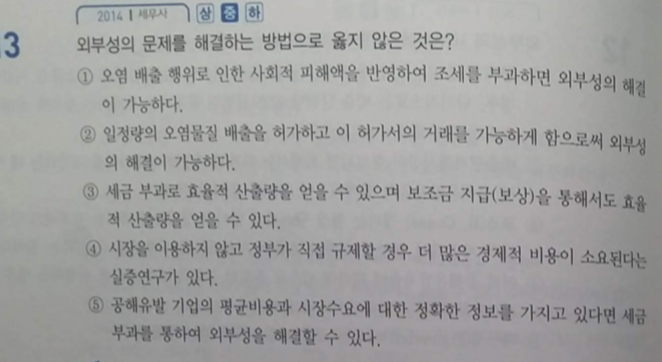 2014 | 세무사 상 중 하
13 외부성의 문제를 해결하는 방법으로 옳지 않은 것은?
① 오염 배출 행위로 인한 사회적 피해액을 반영하여 조세를 부과하면 외부성의 해결
이 가능하다.
② 일정량의 오염물질 배출을 허가하고 이 허가서의 거래를 가능하게 함으로써 외부성
의 해결이 가능하다.
③ 세금 부과로 효율적 산출량을 얻을 수 있으며 보조금 지급(보상)을 통해서도 효율
적 산출량을 얻을 수 있다.
④ 시장을 이용하지 않고 정부가 직접 규제할 경우 더 많은 경제적 비용이 소요된다는
실증연구가 있다.
⑤ 공해유발 기업의 평균비용과 시장수요에 대한 정확한 정보를 가지고 있다면 세금
부과를 통하여 외부성을 해결할 수 있다.